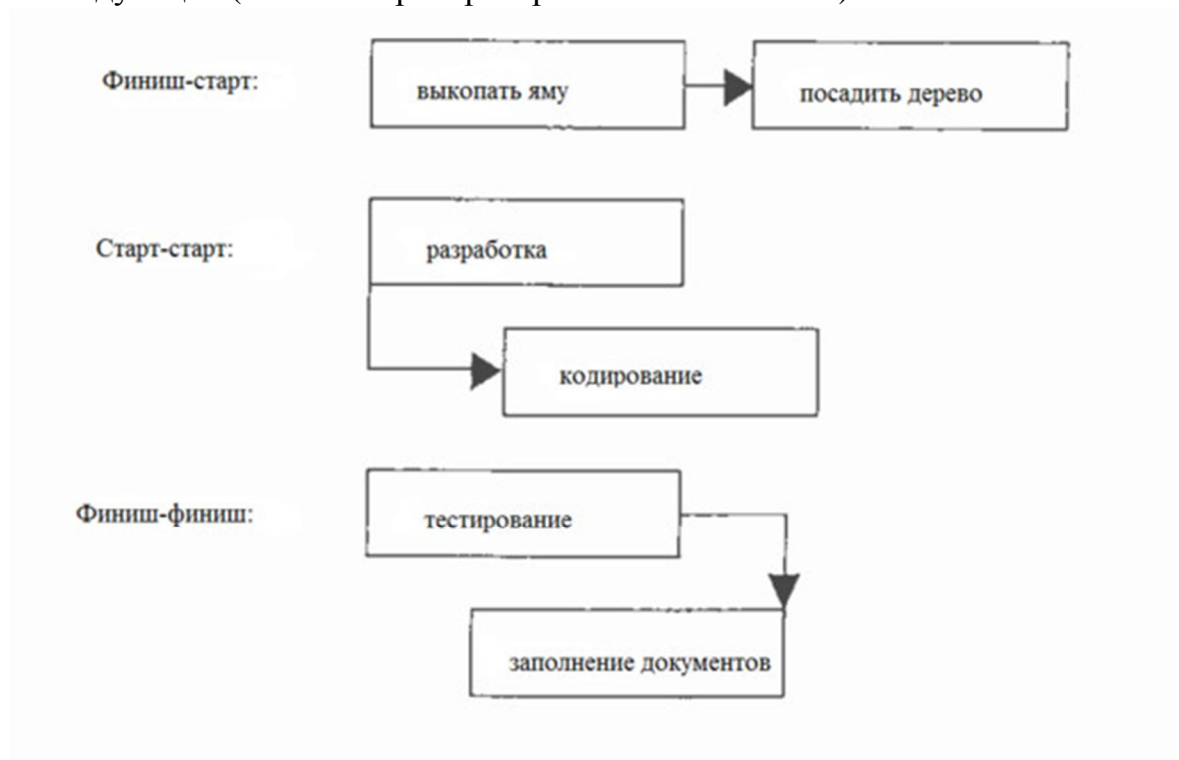 Финиш-старт:
выкопать яму
посадить дерево
Старт-старт:
разработка
кодирование
Финиш-финиш:
тестирование
заполнение документов